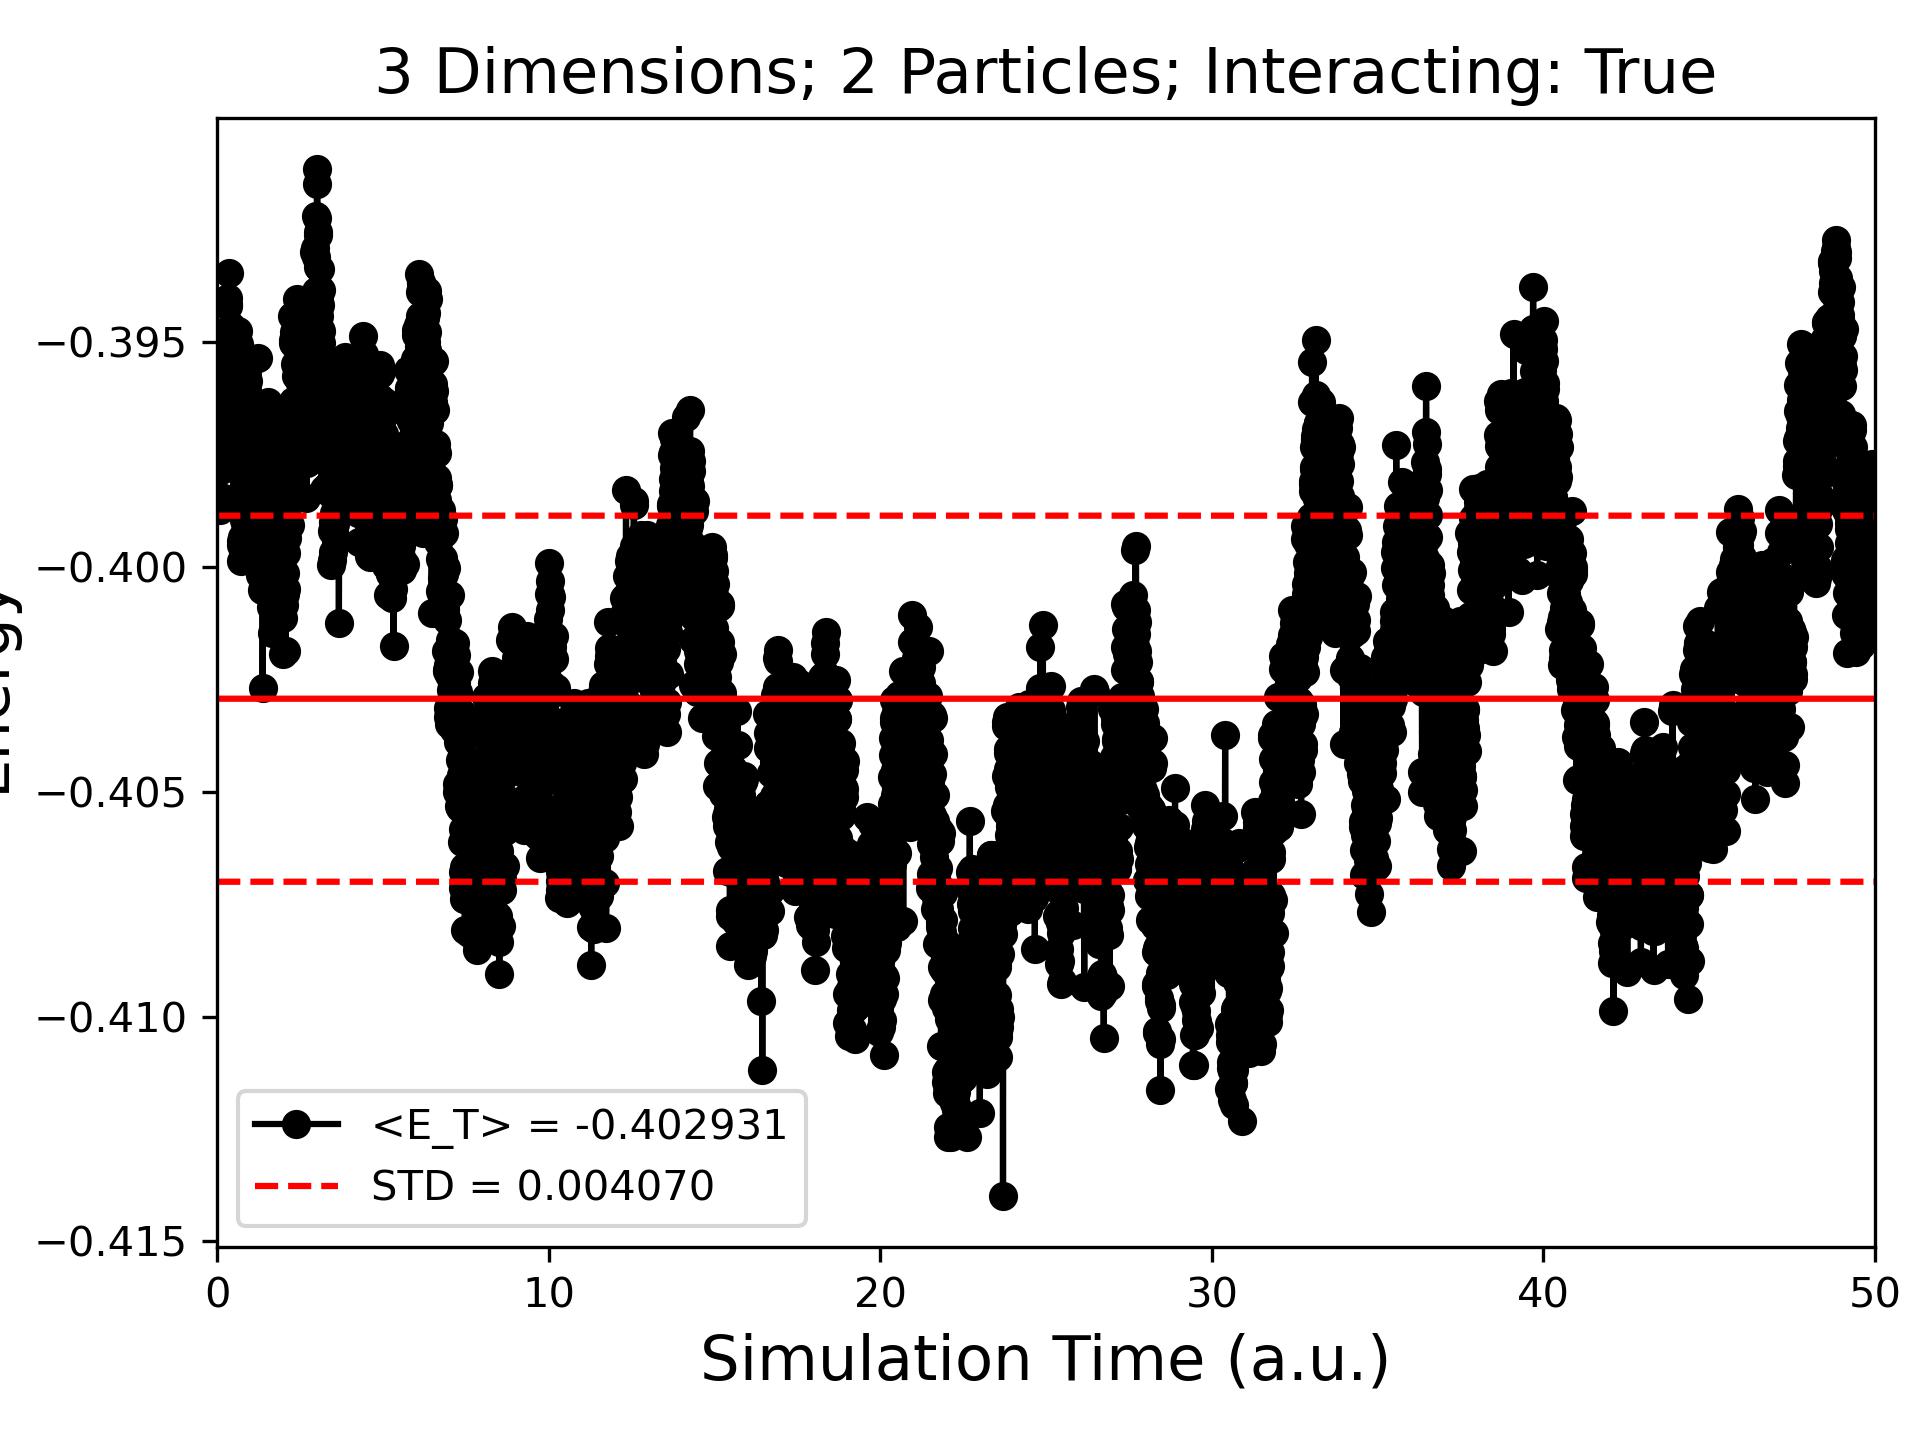 3 Dimensions; 2 Particles; Interacting: True
−0.395
−0.400
−0.405
−0.410
−0.415
<E_T> = -0.402931
STD = 0.004070
0 10 20 30 40 50
Simulation Time (a.u.)